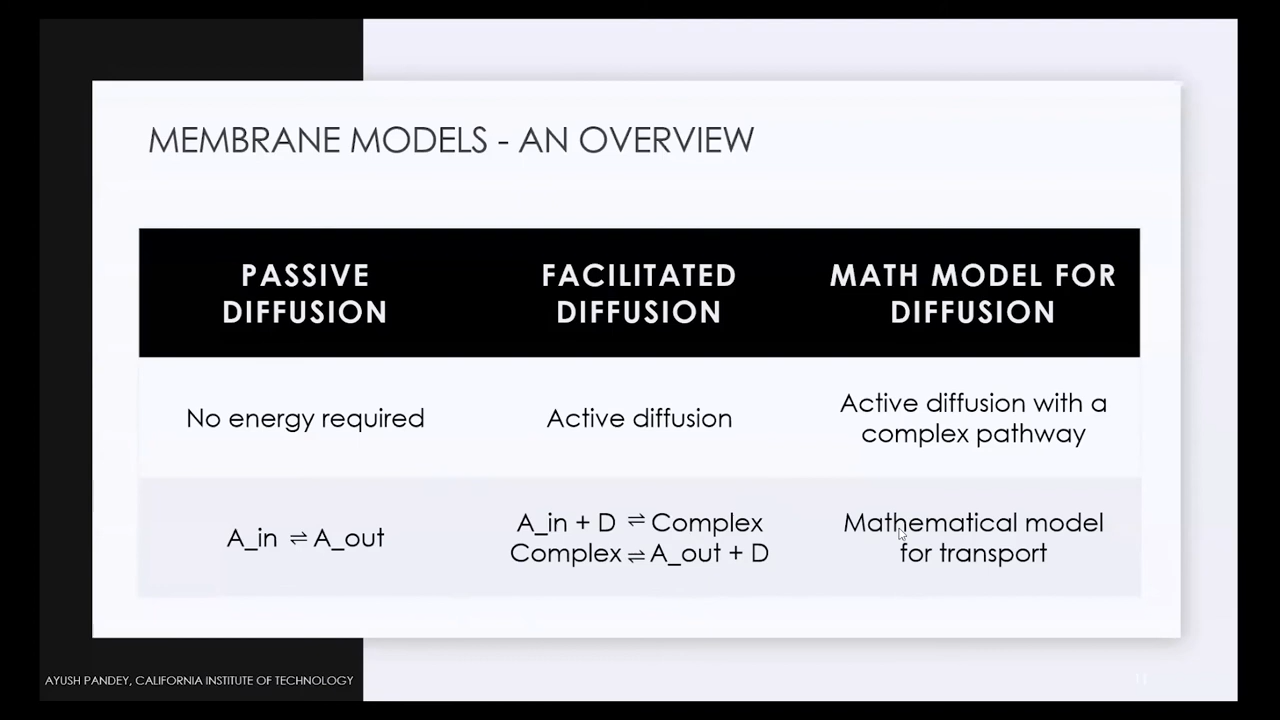 MEMBRANE MODELS - AN OVERVIEW
PASSIVE
DIFFUSION
FACILITATED
DIFFUSION
MATH MODEL FOR
DIFFUSION
No energy required
Active diffusion
Active diffusion with a
complex pathway
A_in ⇌ A_out
A_in + D ⇌ Complex
Complex ⇌ A_out + D
Mathematical model
for transport
AYUSH PANDEY, CALIFORNIA INSTITUTE OF TECHNOLOGY